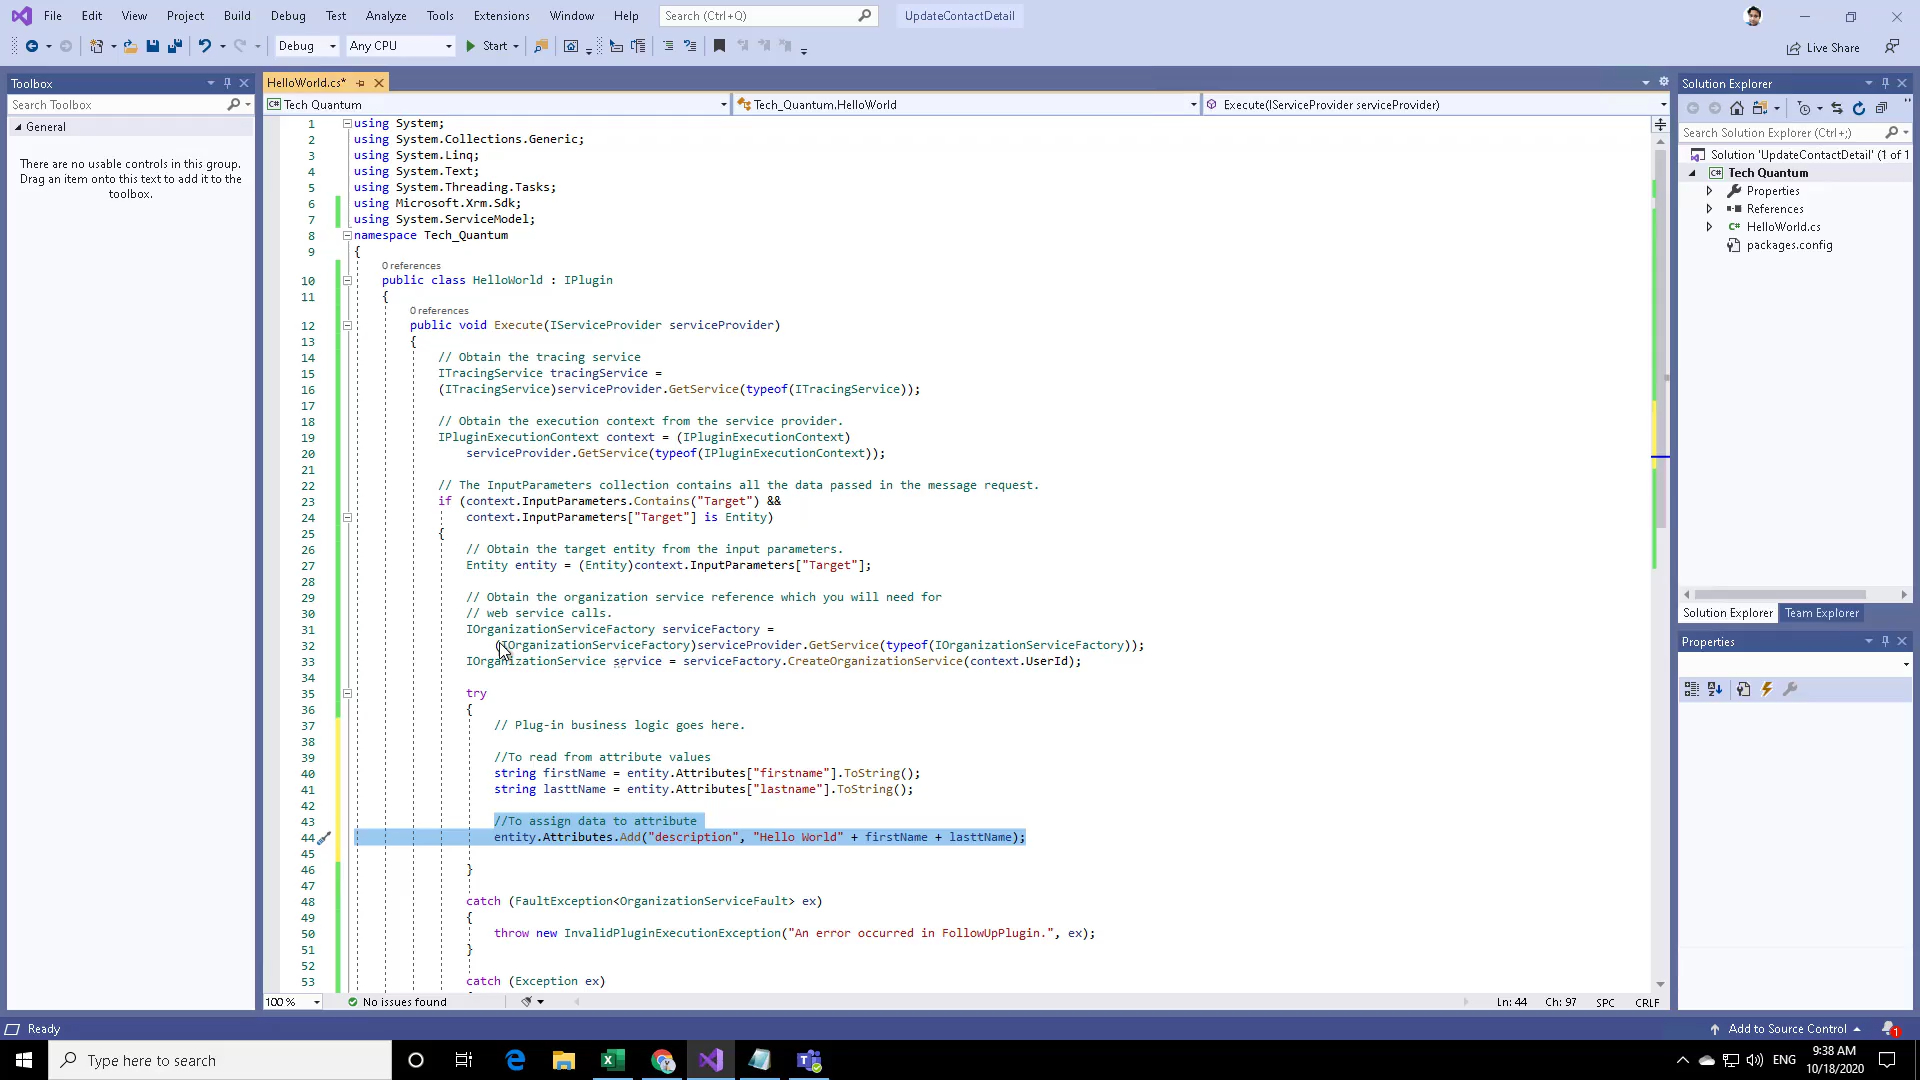 File Edit View Project Build Debug Test Analyze Tools Extensions Window Help Search (Ctrl+Q) UpdateContactDetail
Debug Any CPU Start Live Share
Toolbox
Search Toolbox
General
There are no usable controls in this group.
Drag an item onto this text to add it to the
toolbox.
HelloWorld.cs*
Tech Quantum Tech_Quantum.HelloWorld Execute(IServiceProvider serviceProvider)
1 using System;
2 using System.Collections.Generic;
3 using System.Linq;
4 using System.Text;
5 using System.Threading.Tasks;
6 using Microsoft.Xrm.Sdk;
7 using System.ServiceModel;
8 namespace Tech_Quantum
9 {
0 references
10 public class HelloWorld : IPlugin
11 {
0 references
12 public void Execute(IServiceProvider serviceProvider)
13 {
14 // Obtain the tracing service
15 ITracingService tracingService =
16 (ITracingService)serviceProvider.GetService(typeof(ITracingService));
17
18 // Obtain the execution context from the service provider.
19 IPluginExecutionContext context = (IPluginExecutionContext)
20 serviceProvider.GetService(typeof(IPluginExecutionContext));
21
22 // The InputParameters collection contains all the data passed in the message request.
23 if (context.InputParameters.Contains("Target") &&
24 context.InputParameters["Target"] is Entity)
25 {
26 // Obtain the target entity from the input parameters.
27 Entity entity = (Entity)context.InputParameters["Target"];
28
29 // Obtain the organization service reference which you will need for
30 // web service calls.
31 IOrganizationServiceFactory serviceFactory =
32 (IOrganizationServiceFactory)serviceProvider.GetService(typeof(IOrganizationServiceFactory));
33 IOrganizationService service = serviceFactory.CreateOrganizationService(context.UserId);
34
35 try
36 {
37 // Plug-in business logic goes here.
38
39 //To read from attribute values
40 string firstName = entity.Attributes["firstname"].ToString();
41 string lasttName = entity.Attributes["lastname"].ToString();
42
43 //To assign data to attribute
44 entity.Attributes.Add("description", "Hello World" + firstName + lasttName);
45
46 }
47
48 catch (FaultException<OrganizationServiceFault> ex)
49 {
50 throw new InvalidPluginExecutionException("An error occurred in FollowUpPlugin.", ex);
51 }
52
53 catch (Exception ex)
100 % No issues found Ln: 44 Ch: 97 SPC CRLF
Solution Explorer
Search Solution Explorer (Ctrl+;)
Solution 'UpdateContactDetail' (1 of 1
Tech Quantum
Properties
References
HelloWorld.cs
packages.config
Solution Explorer Team Explorer
Properties
Ready Add to Source Control 1
Type here to search ENG 9:38 AM
10/18/2020